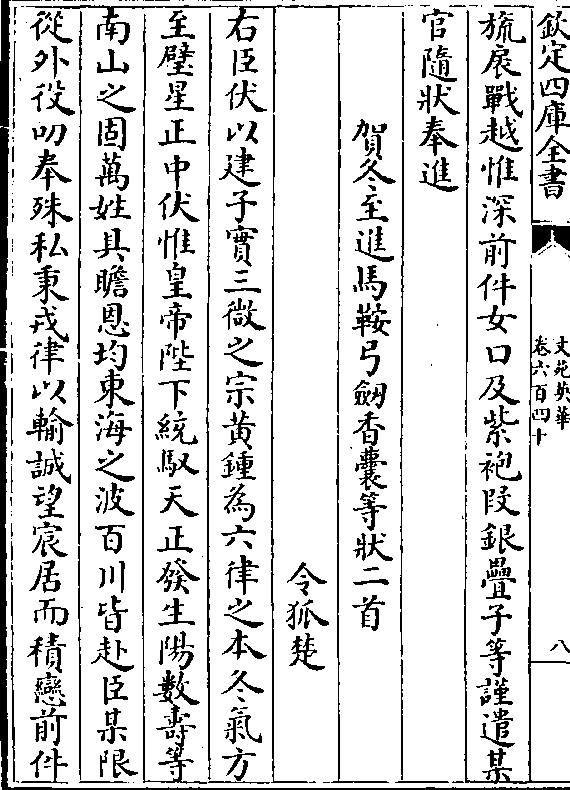 欽定四庫全書
文苑英華
卷六百四十
八
旒扆戰越惟深前件女口及紫袍段銀疊子等謹遣某
官隨狀奉進
賀冬至進馬鞍弓劒香囊等狀二首
令狐楚
右臣伏以建子實三微之宗黃鍾為六律之本冬氣方
至璧星正中伏惟皇帝陛下統馭天正發生陽數壽等
南山之固萬姓具瞻恩均東海之波百川皆赴臣某限
從外役叨奉殊私秉戎律以輸誠望宸居而積戀前件